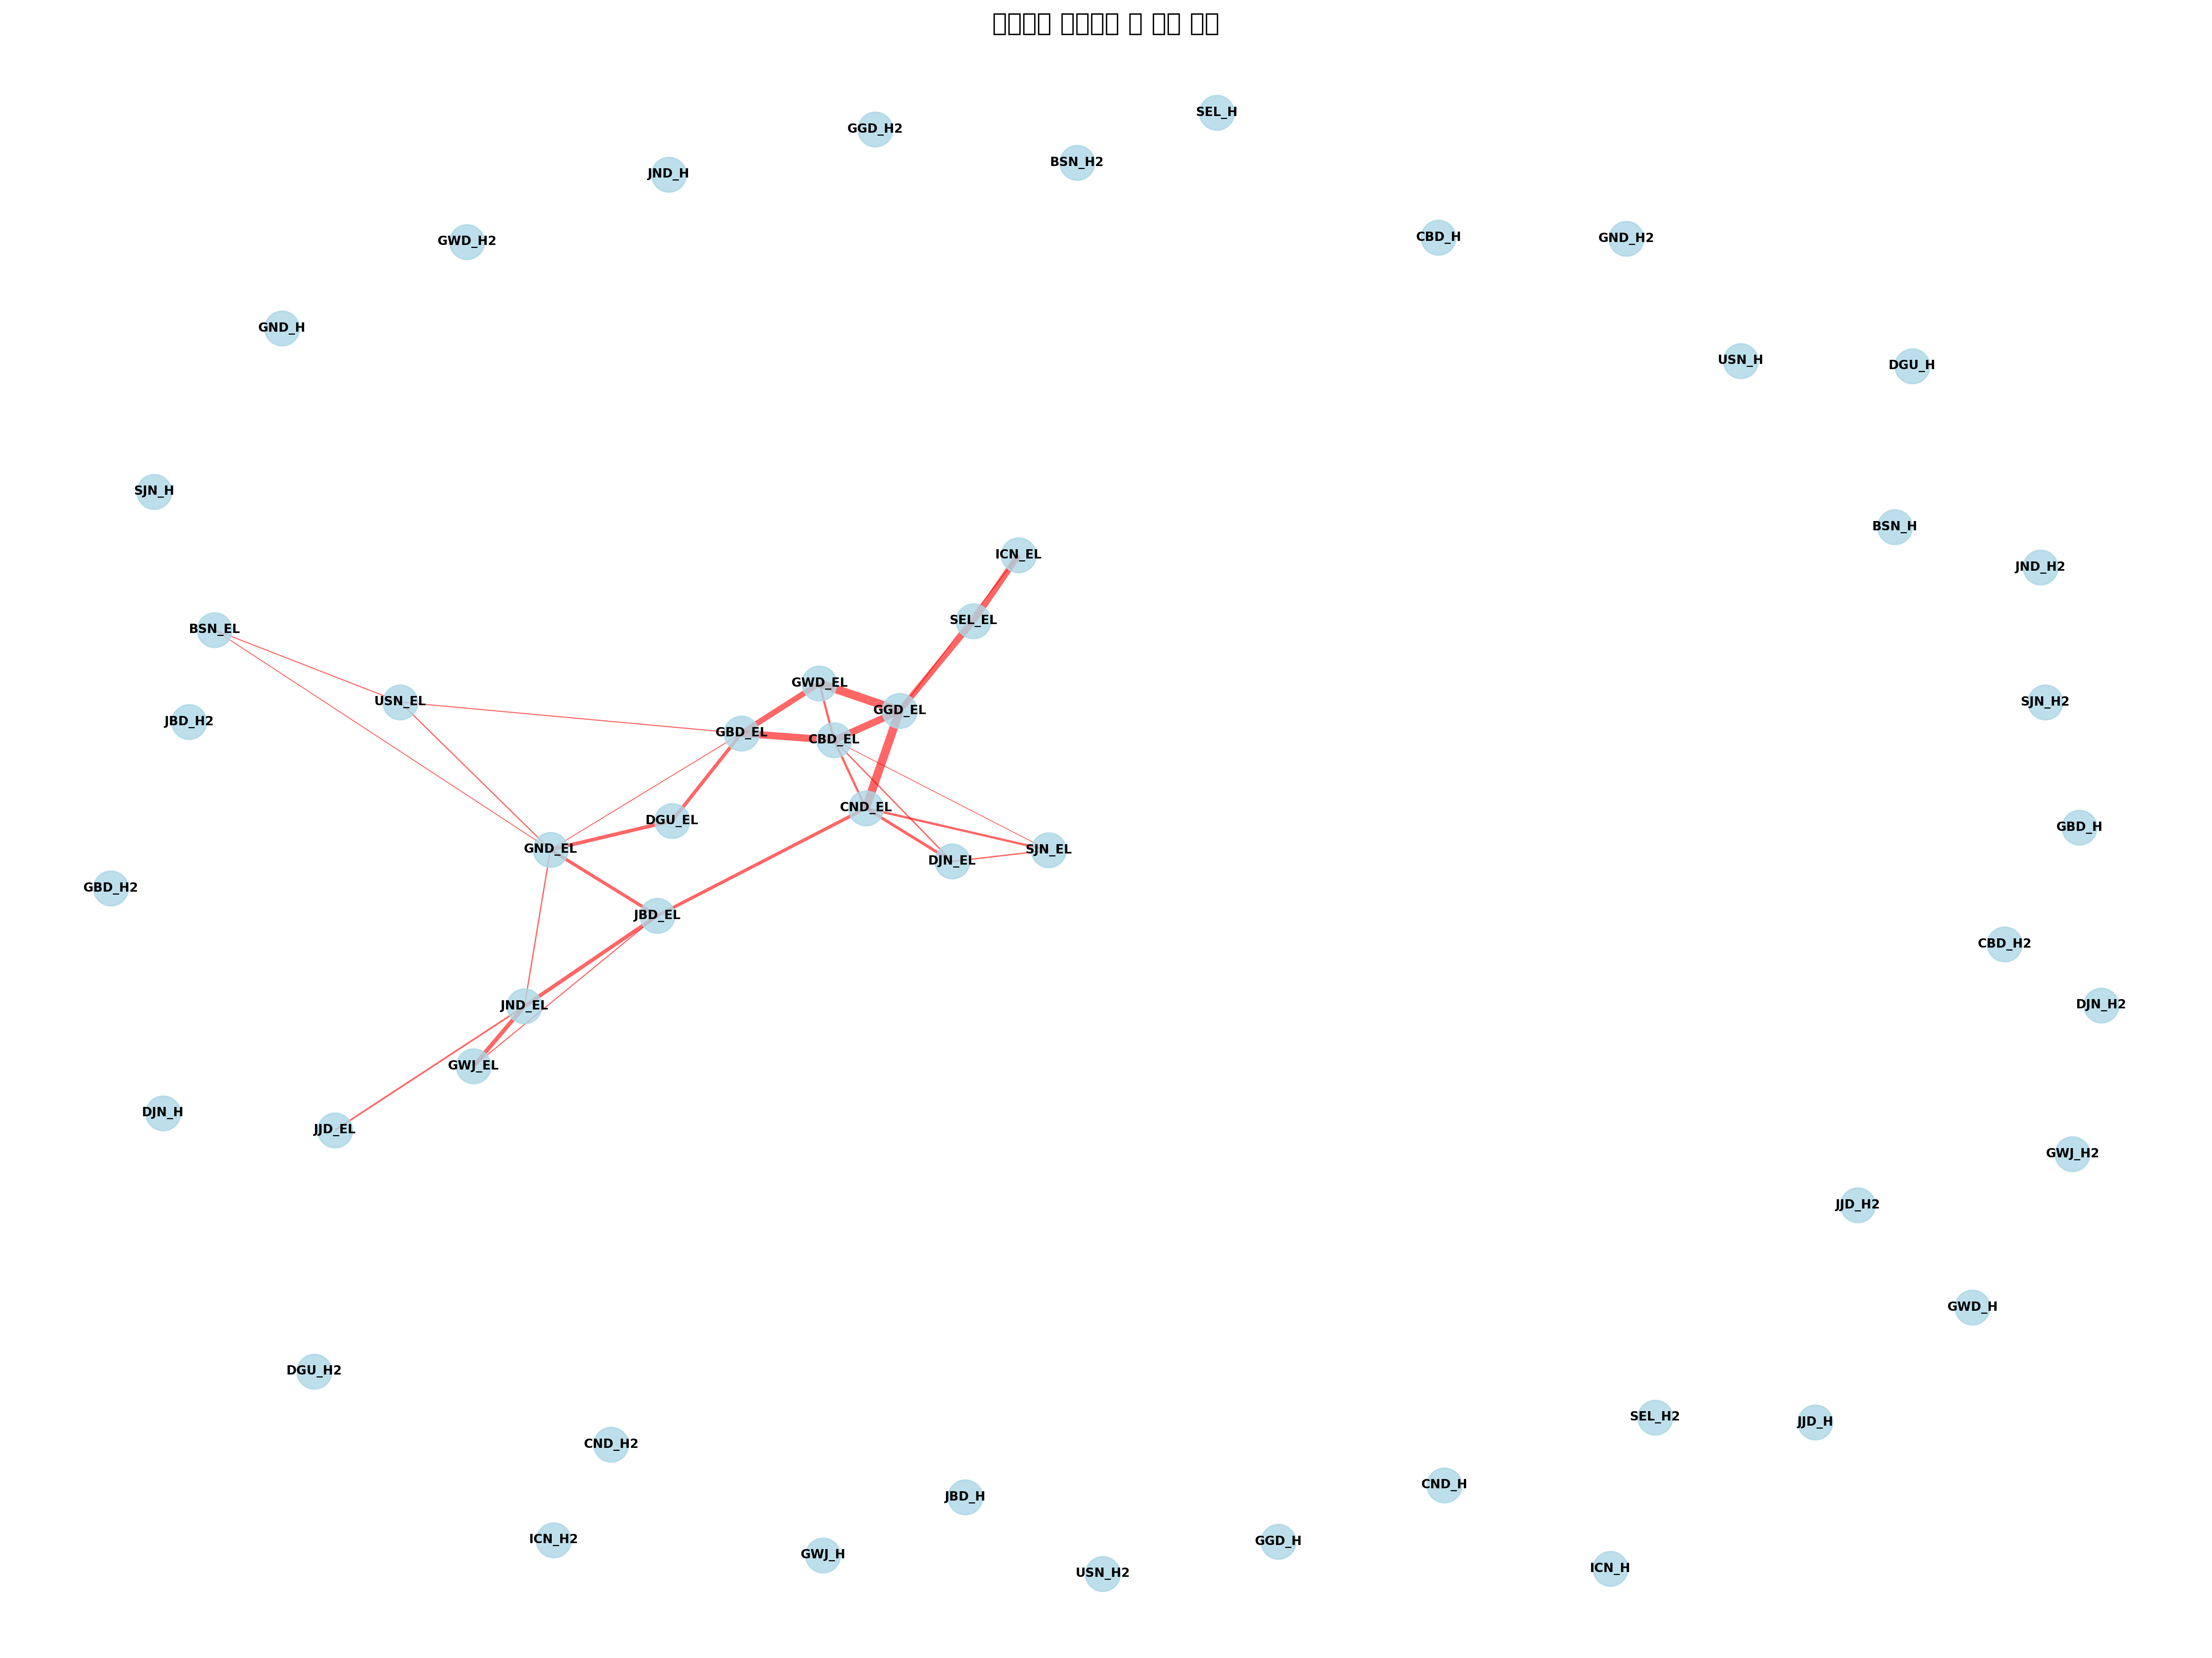 SEL_H
GGD_H2
BSN_H2
JND_H
GWD_H2
CBD_H
GND_H2
GND_H
USN_H
DGU_H
SJN_H
BSN_H
ICN_EL
JND_H2
SEL_EL
BSN_EL
GWD_EL
USN_EL
SJN_H2
GGD_EL
JBD_H2
GBD_EL
CBD_EL
CND_EL
DGU_EL
GBD_H
GND_EL
SJN_EL
DJN_EL
GBD_H2
JBD_EL
CBD_H2
JND_EL
DJN_H2
GWJ_EL
DJN_H
JJD_EL
GWJ_H2
JJD_H2
GWD_H
DGU_H2
SEL_H2
JJD_H
CND_H2
CND_H
JBD_H
ICN_H2
GGD_H
GWJ_H
ICN_H
USN_H2